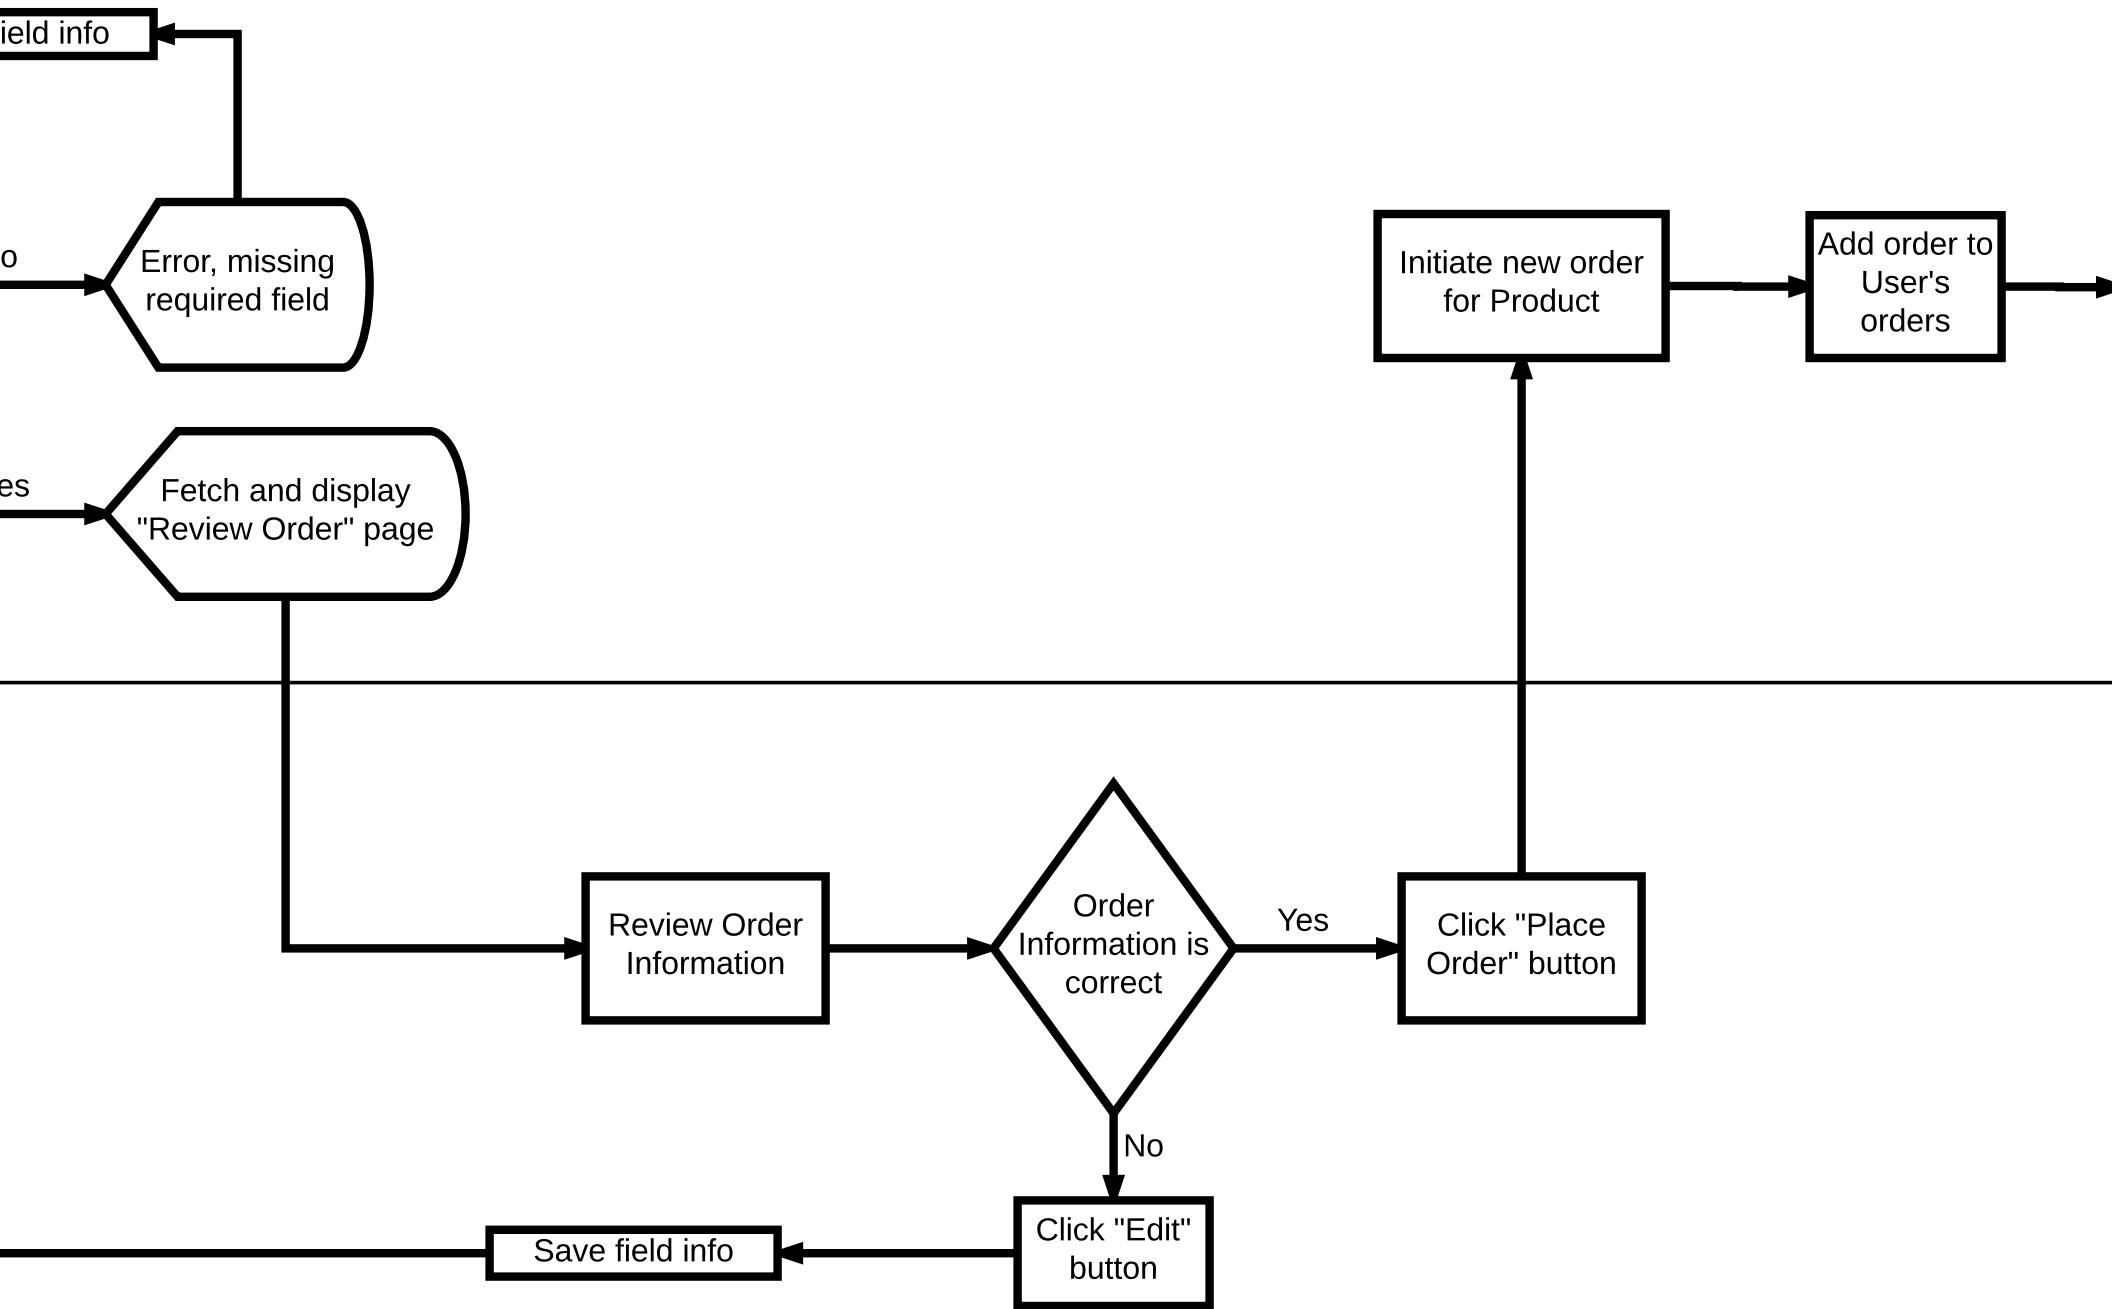 ield info
o
Error, missing
required field
Initiate new order
for Product
Add order to
User's
orders
es
Fetch and display
"Review Order" page
Review Order
Information
Order
Information is
correct
Yes
Click "Place
Order" button
No
Click "Edit"
button
Save field info